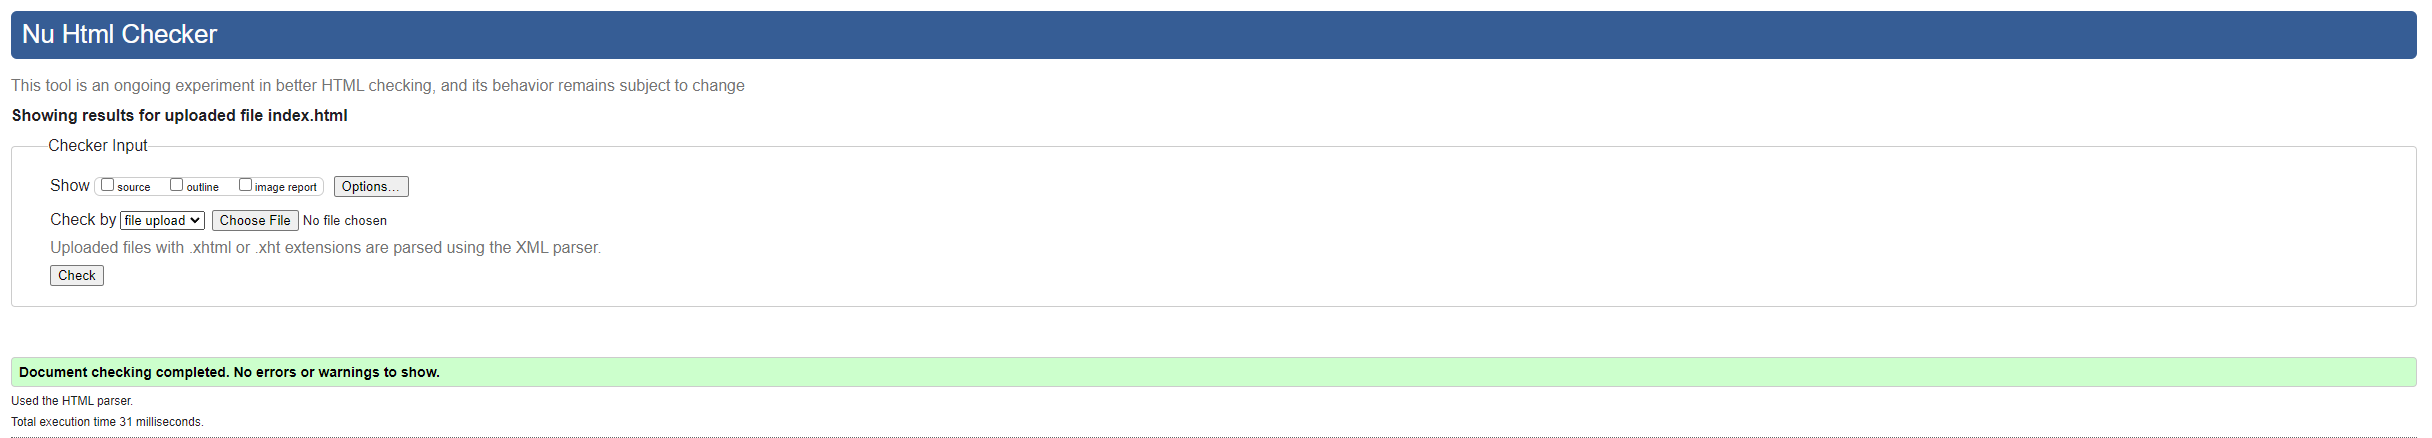 Nu Html Checker
This tool is an ongoing experiment in better HTML checking, and its behavior remains subject to change
Showing results for uploaded file index.html
Checker Input
Show source outline image report Options...
Check by file upload Choose File No file chosen
Uploaded files with .xhtml or .xht extensions are parsed using the XML parser.
Check
Document checking completed. No errors or warnings to show.
Used the HTML parser.
Total execution time 31 milliseconds.